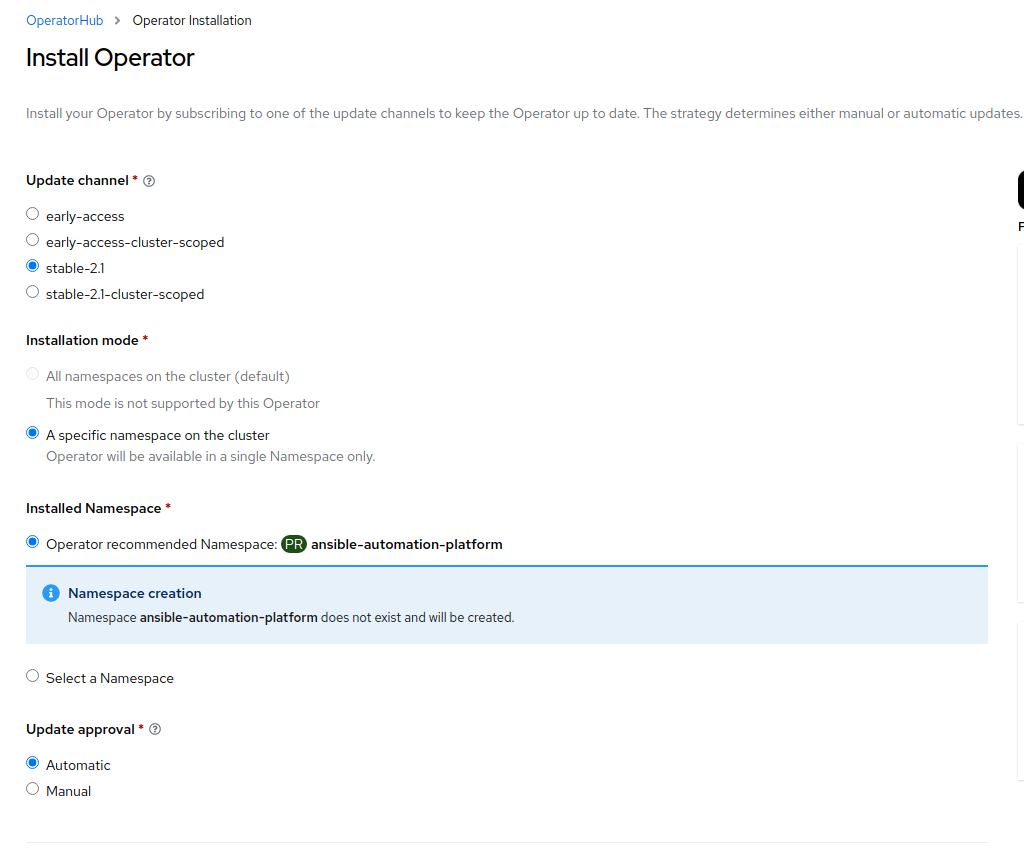 OperatorHub > Operator Installation
Install Operator
Install your Operator by subscribing to one of the update channels to keep the Operator up to date. The strategy determines either manual or automatic updates.
Update channel *
early-access
early-access-cluster-scoped
stable-2.1
stable-2.1-cluster-scoped
Installation mode *
All namespaces on the cluster (default)
This mode is not supported by this Operator
A specific namespace on the cluster
Operator will be available in a single Namespace only.
Installed Namespace *
Operator recommended Namespace: PR ansible-automation-platform
Namespace creation
Namespace ansible-automation-platform does not exist and will be created.
Select a Namespace
Update approval *
Automatic
Manual